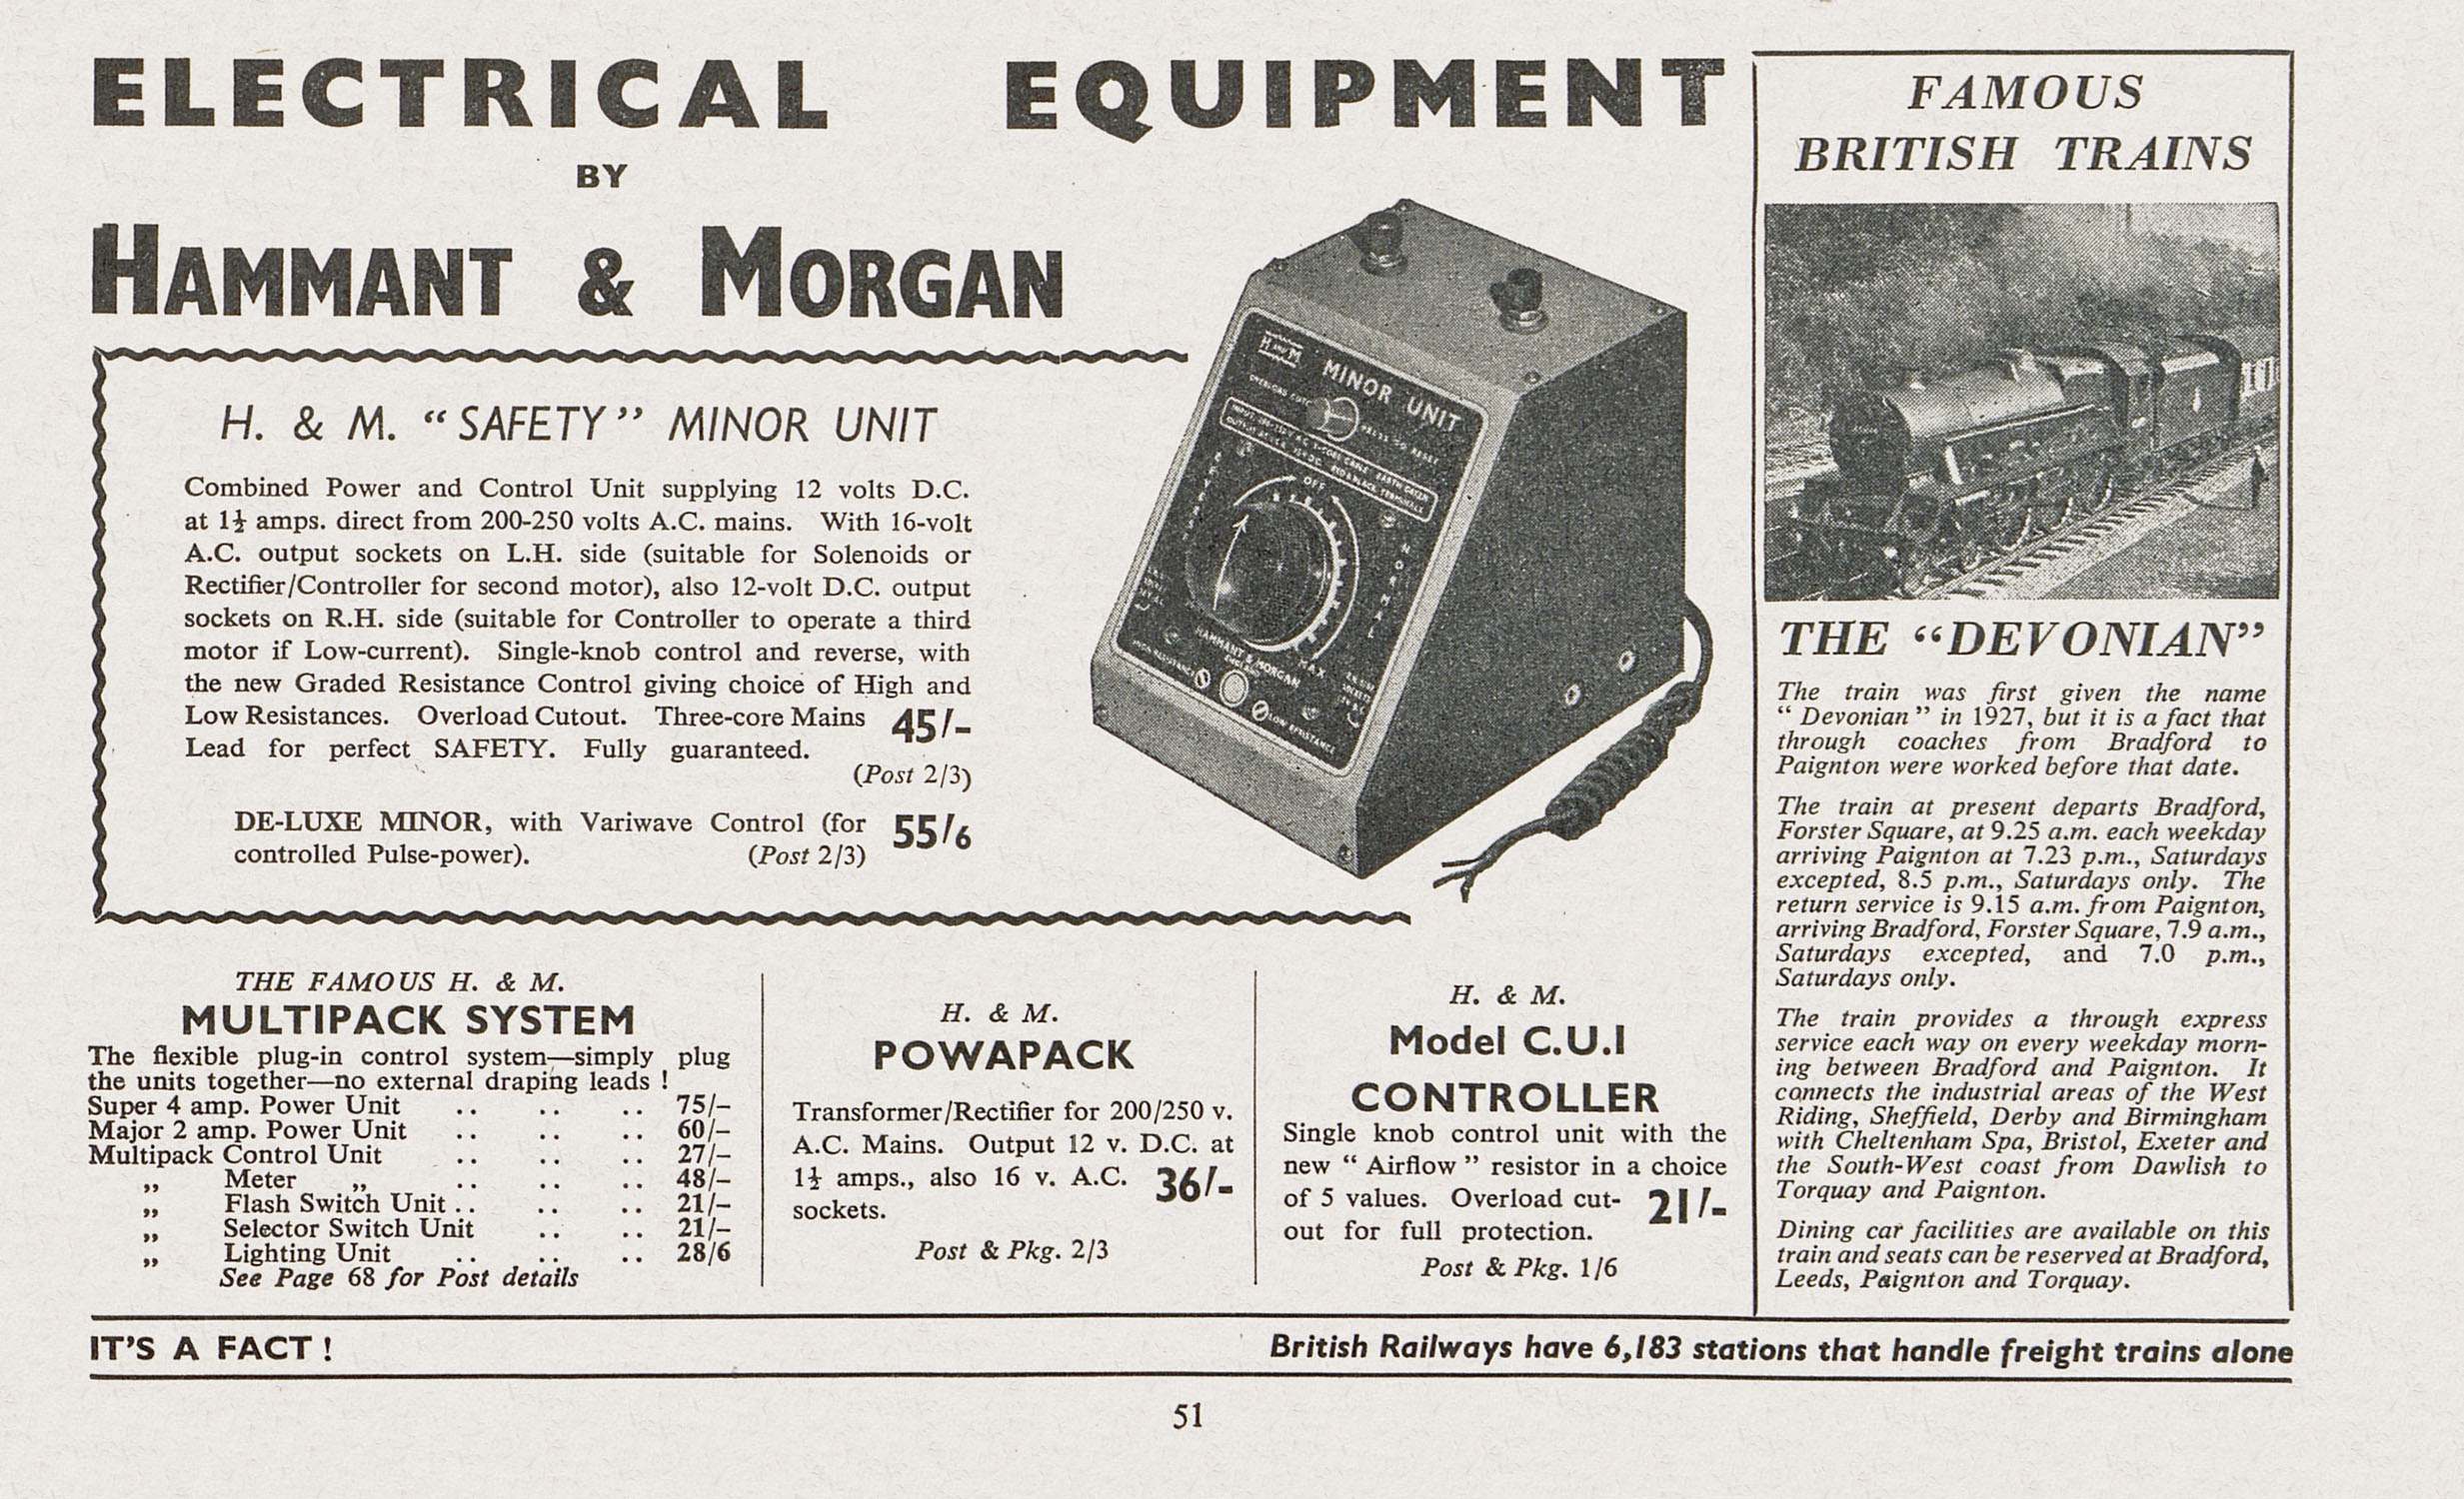 ELECTRICAL EQUIPMENT
BY
HAMMANT & MORGAN
H. & M. “SAFETY” MINOR UNIT
Combined Power and Control Unit supplying 12 volts D.C.
at 1½ amps. direct from 200-250 volts A.C. mains. With 16-volt
A.C. output sockets on L.H. side (suitable for Solenoids or
Rectifier/Controller for second motor), also 12-volt D.C. output
sockets on R.H. side (suitable for Controller to operate a third
motor if Low-current). Single-knob control and reverse, with
the new Graded Resistance Control giving choice of High and
Low Resistances. Overload Cutout. Three-core Mains 45/-
Lead for perfect SAFETY. Fully guaranteed.
(Post 2/3)
DE-LUXE MINOR, with Variwave Control (for 55/6
controlled Pulse-power). (Post 2/3)
H AND M
MINOR UNIT
PRESS TO RESET
OFF
NORMAL
MAX
HAMMANT & MORGAN
ENGLAND
HIGH RESISTANCE
LOW RESISTANCE
THE FAMOUS H. & M.
MULTIPACK SYSTEM
The flexible plug-in control system—simply plug
the units together—no external draping leads !
Super 4 amp. Power Unit .. .. .. 75/-
Major 2 amp. Power Unit .. .. .. 60/-
Multipack Control Unit .. .. .. 27/-
„ Meter „ .. .. .. 48/-
„ Flash Switch Unit .. .. .. 21/-
„ Selector Switch Unit .. .. 21/-
„ Lighting Unit .. .. .. 28/6
See Page 68 for Post details
H. & M.
POWAPACK
Transformer/Rectifier for 200/250 v.
A.C. Mains. Output 12 v. D.C. at
1½ amps., also 16 v. A.C. 36/-
sockets.
Post & Pkg. 2/3
H. & M.
Model C.U.I
CONTROLLER
Single knob control unit with the
new “ Airflow ” resistor in a choice
of 5 values. Overload cut- 21/-
out for full protection.
Post & Pkg. 1/6
FAMOUS
BRITISH TRAINS
THE “DEVONIAN”
The train was first given the name
“ Devonian ” in 1927, but it is a fact that
through coaches from Bradford to
Paignton were worked before that date.
The train at present departs Bradford,
Forster Square, at 9.25 a.m. each weekday
arriving Paignton at 7.23 p.m., Saturdays
excepted, 8.5 p.m., Saturdays only. The
return service is 9.15 a.m. from Paignton,
arriving Bradford, Forster Square, 7.9 a.m.,
Saturdays excepted, and 7.0 p.m.,
Saturdays only.
The train provides a through express
service each way on every weekday morn-
ing between Bradford and Paignton. It
connects the industrial areas of the West
Riding, Sheffield, Derby and Birmingham
with Cheltenham Spa, Bristol, Exeter and
the South-West coast from Dawlish to
Torquay and Paignton.
Dining car facilities are available on this
train and seats can be reserved at Bradford,
Leeds, Paignton and Torquay.
IT’S A FACT ! British Railways have 6,183 stations that handle freight trains alone
51